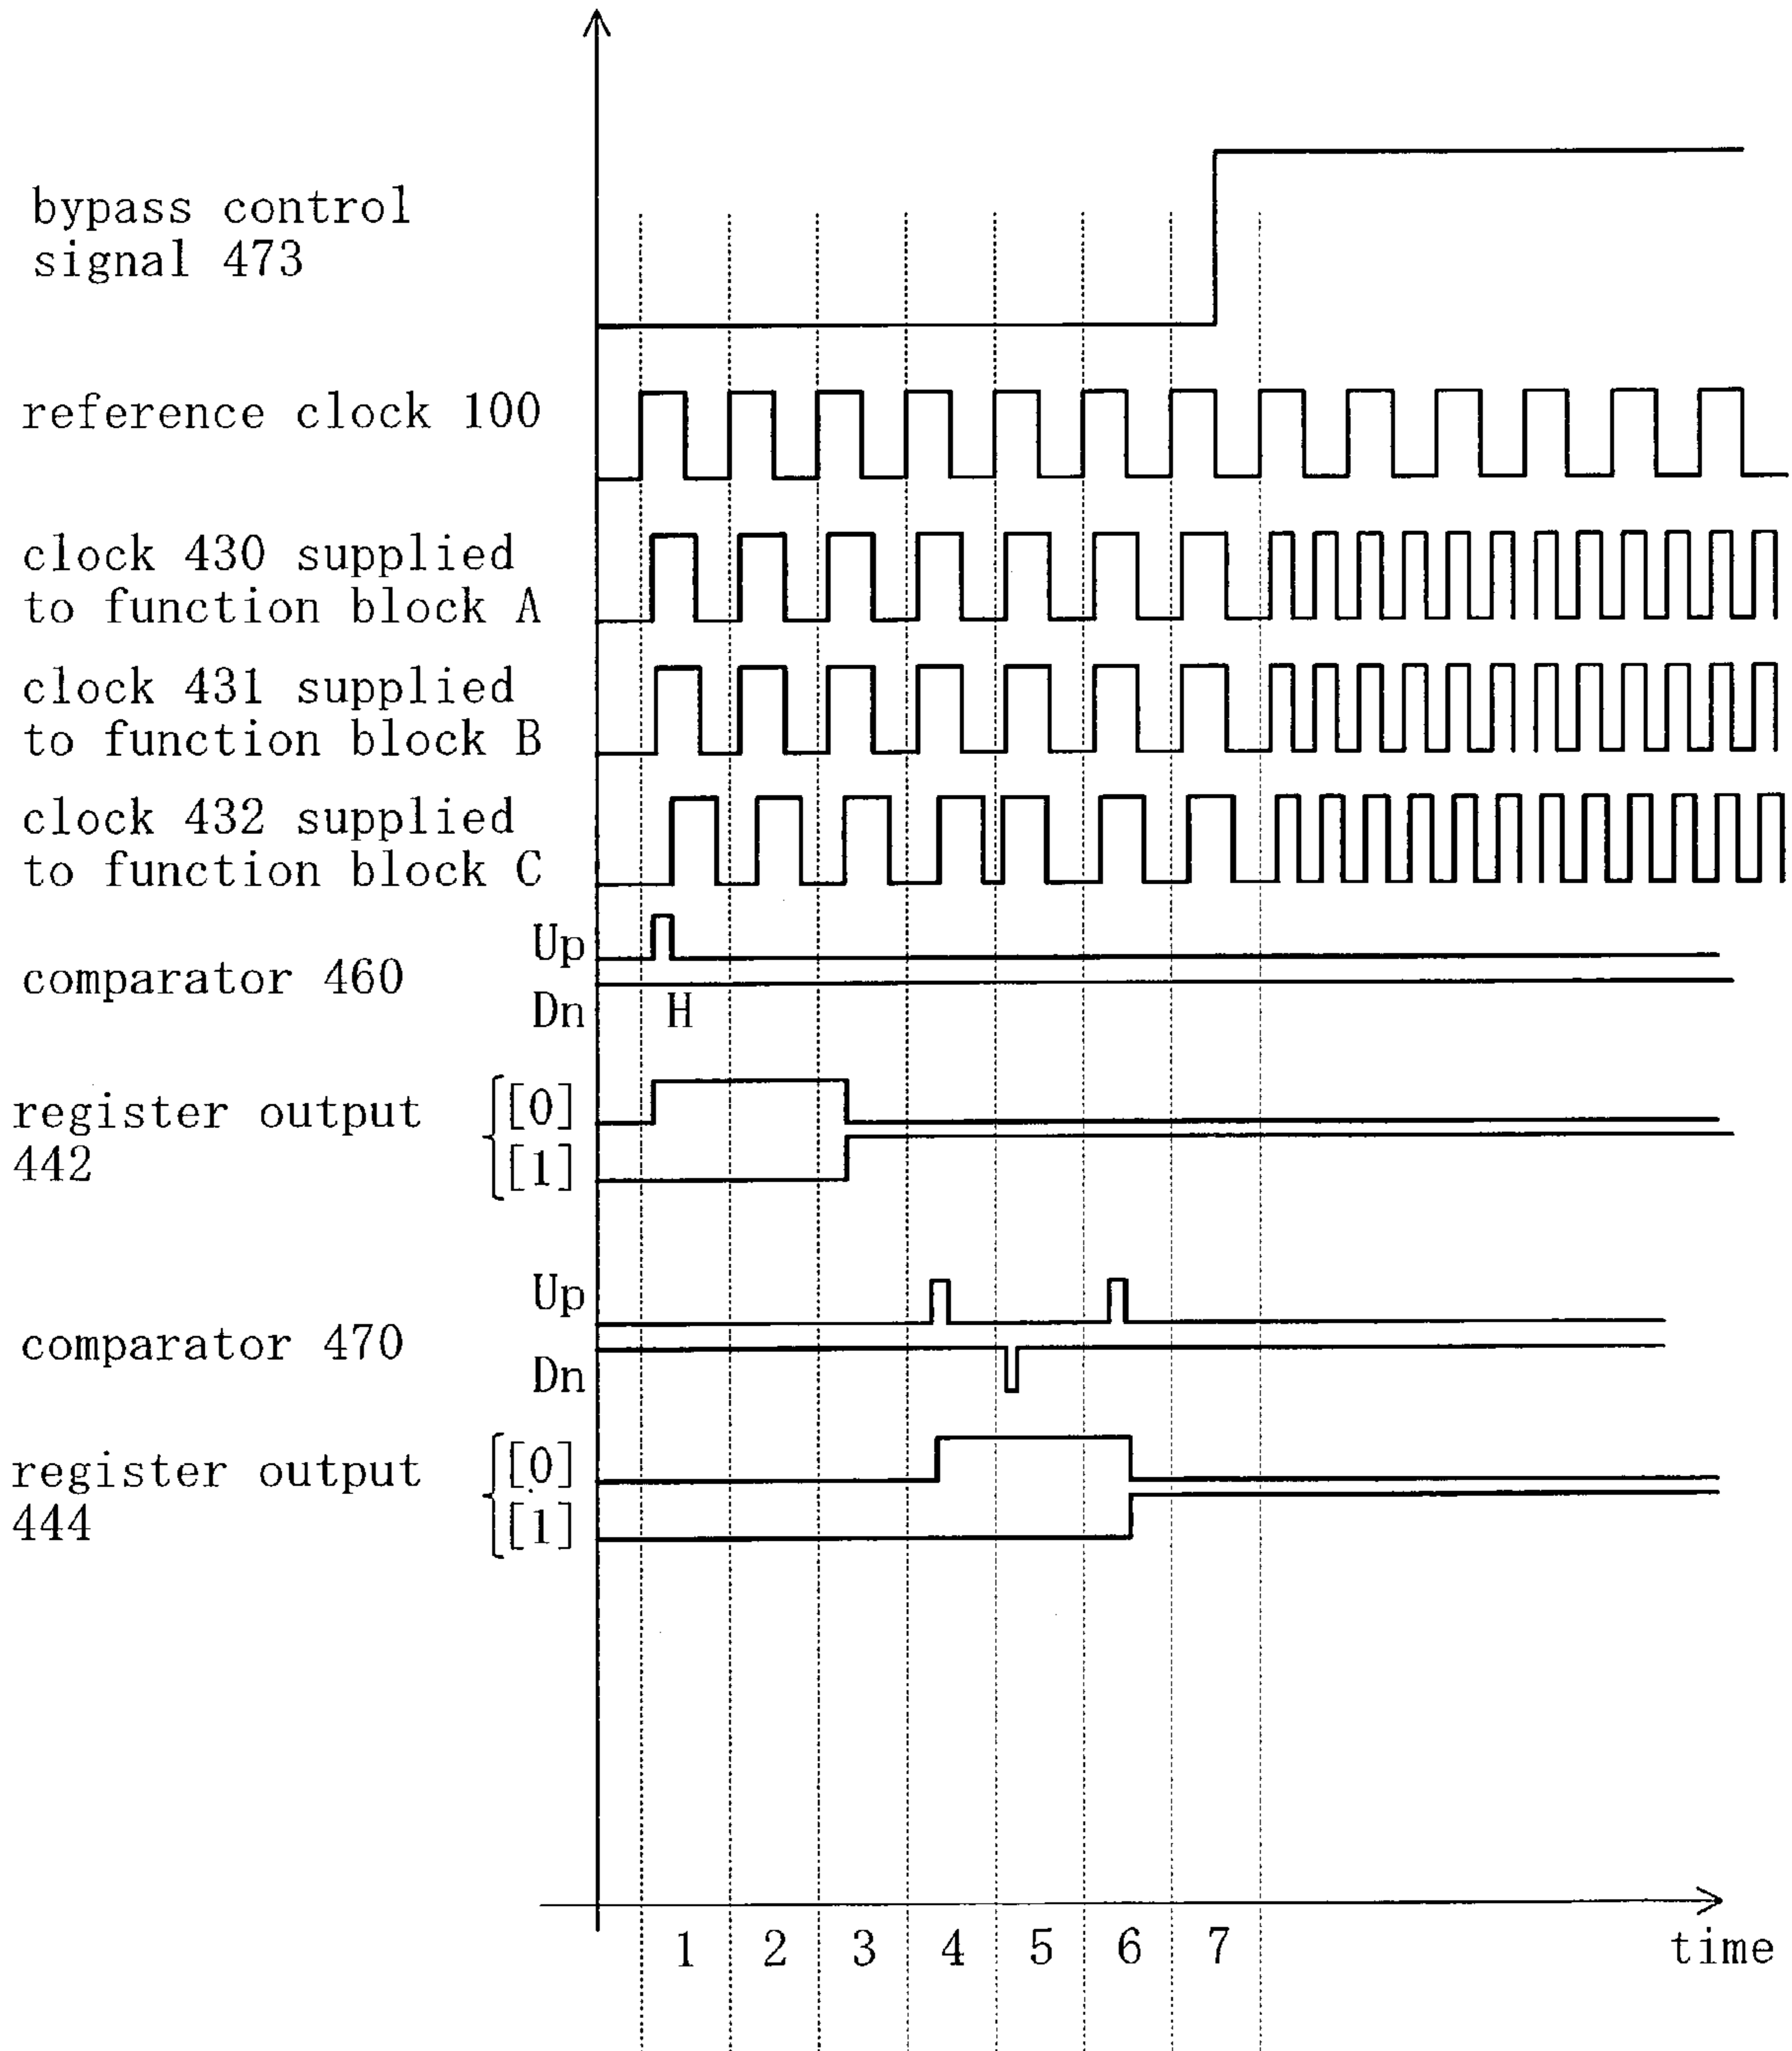 bypass control
signal 473
reference clock 100
clock 430 supplied
to function block A
clock 431 supplied
to function block B
clock 432 supplied
to function block C
Up
comparator 460
Dn H
[0]
register output
442
[1]
Up
comparator 470
Dn
[0]
register output
444
[1]
1 2 3 4 5 6 7 time